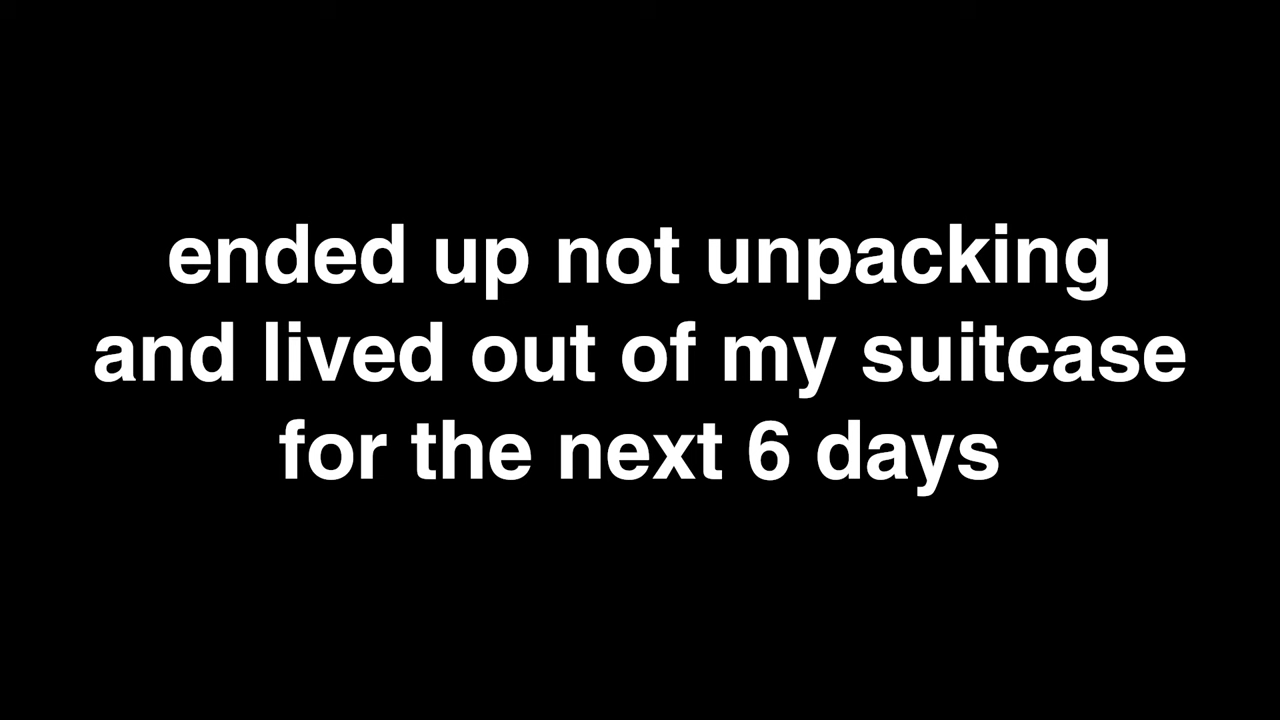 ended up not unpacking
and lived out of my suitcase
for the next 6 days